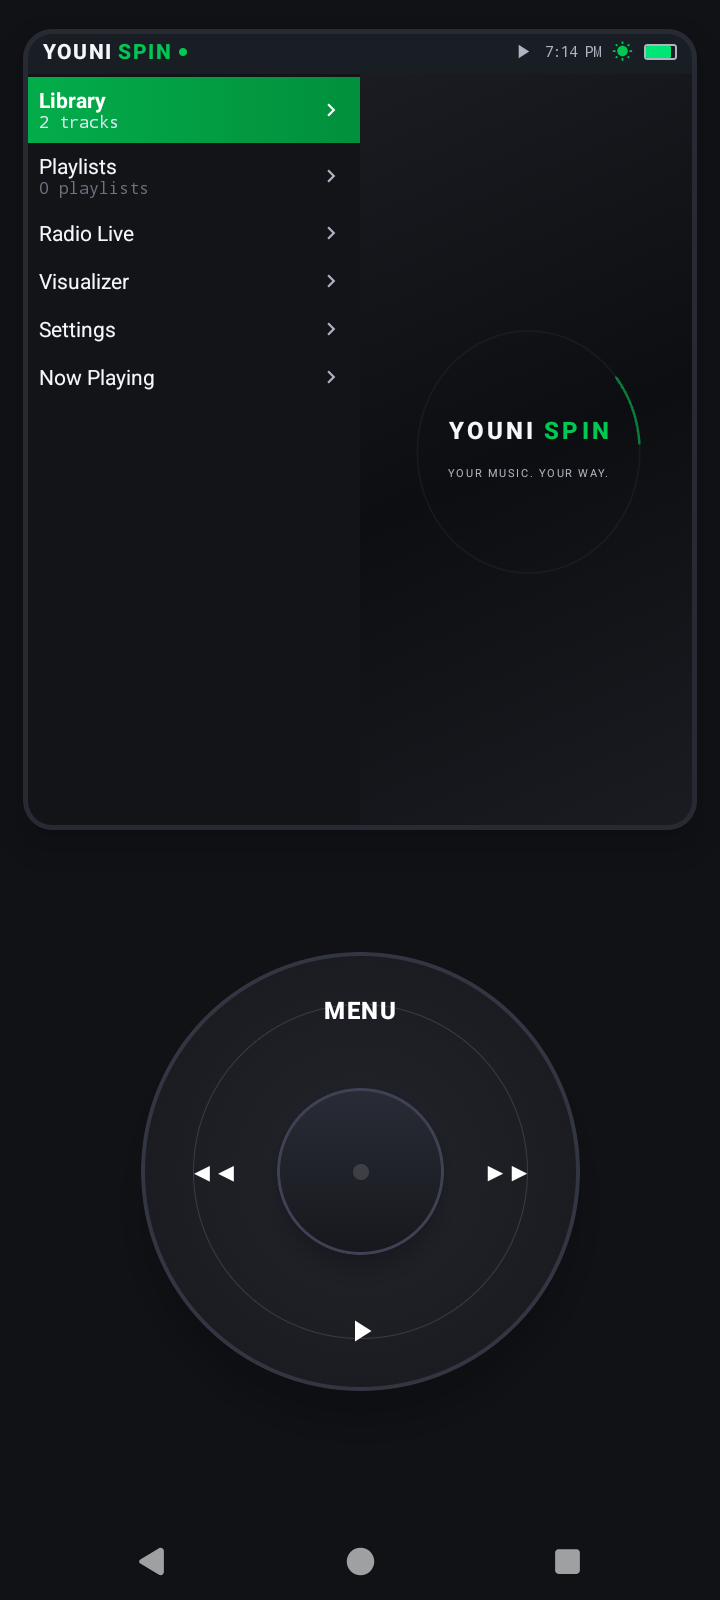 YOUNI SPIN
7:14 PM
Library
2 tracks
Playlists
0 playlists
Radio Live
Visualizer
Settings
Now Playing
YOUNI SPIN
YOUR MUSIC. YOUR WAY.
MENU